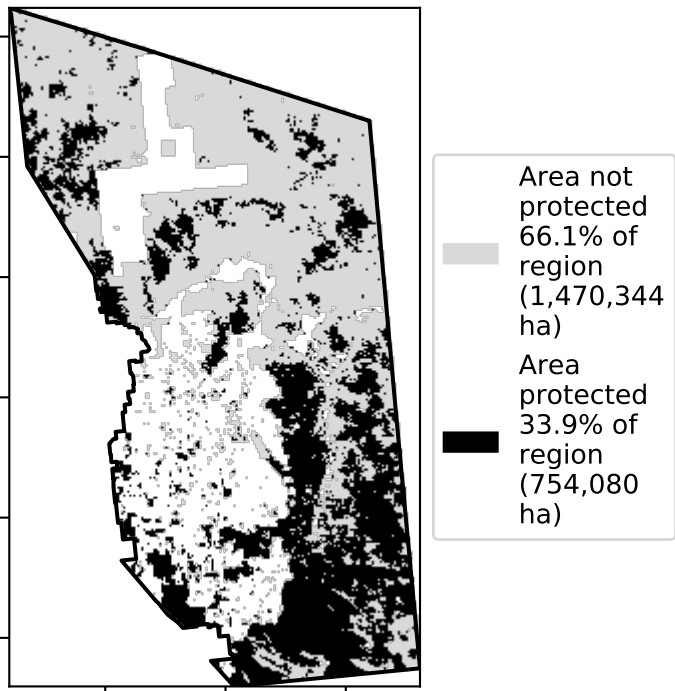 Area not
protected
66.1% of
region
(1,470,344
ha)
Area
protected
33.9% of
region
(754,080
ha)